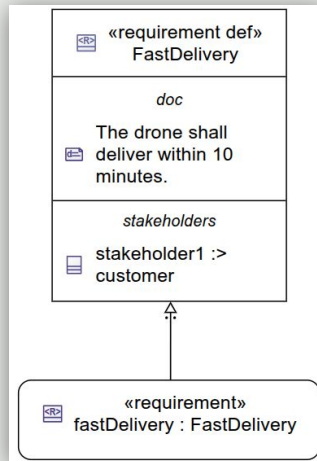 «requirement def»
FastDelivery
doc
The drone shall
deliver within 10
minutes.
stakeholders
stakeholder1 :>
customer
«requirement»
fastDelivery : FastDelivery